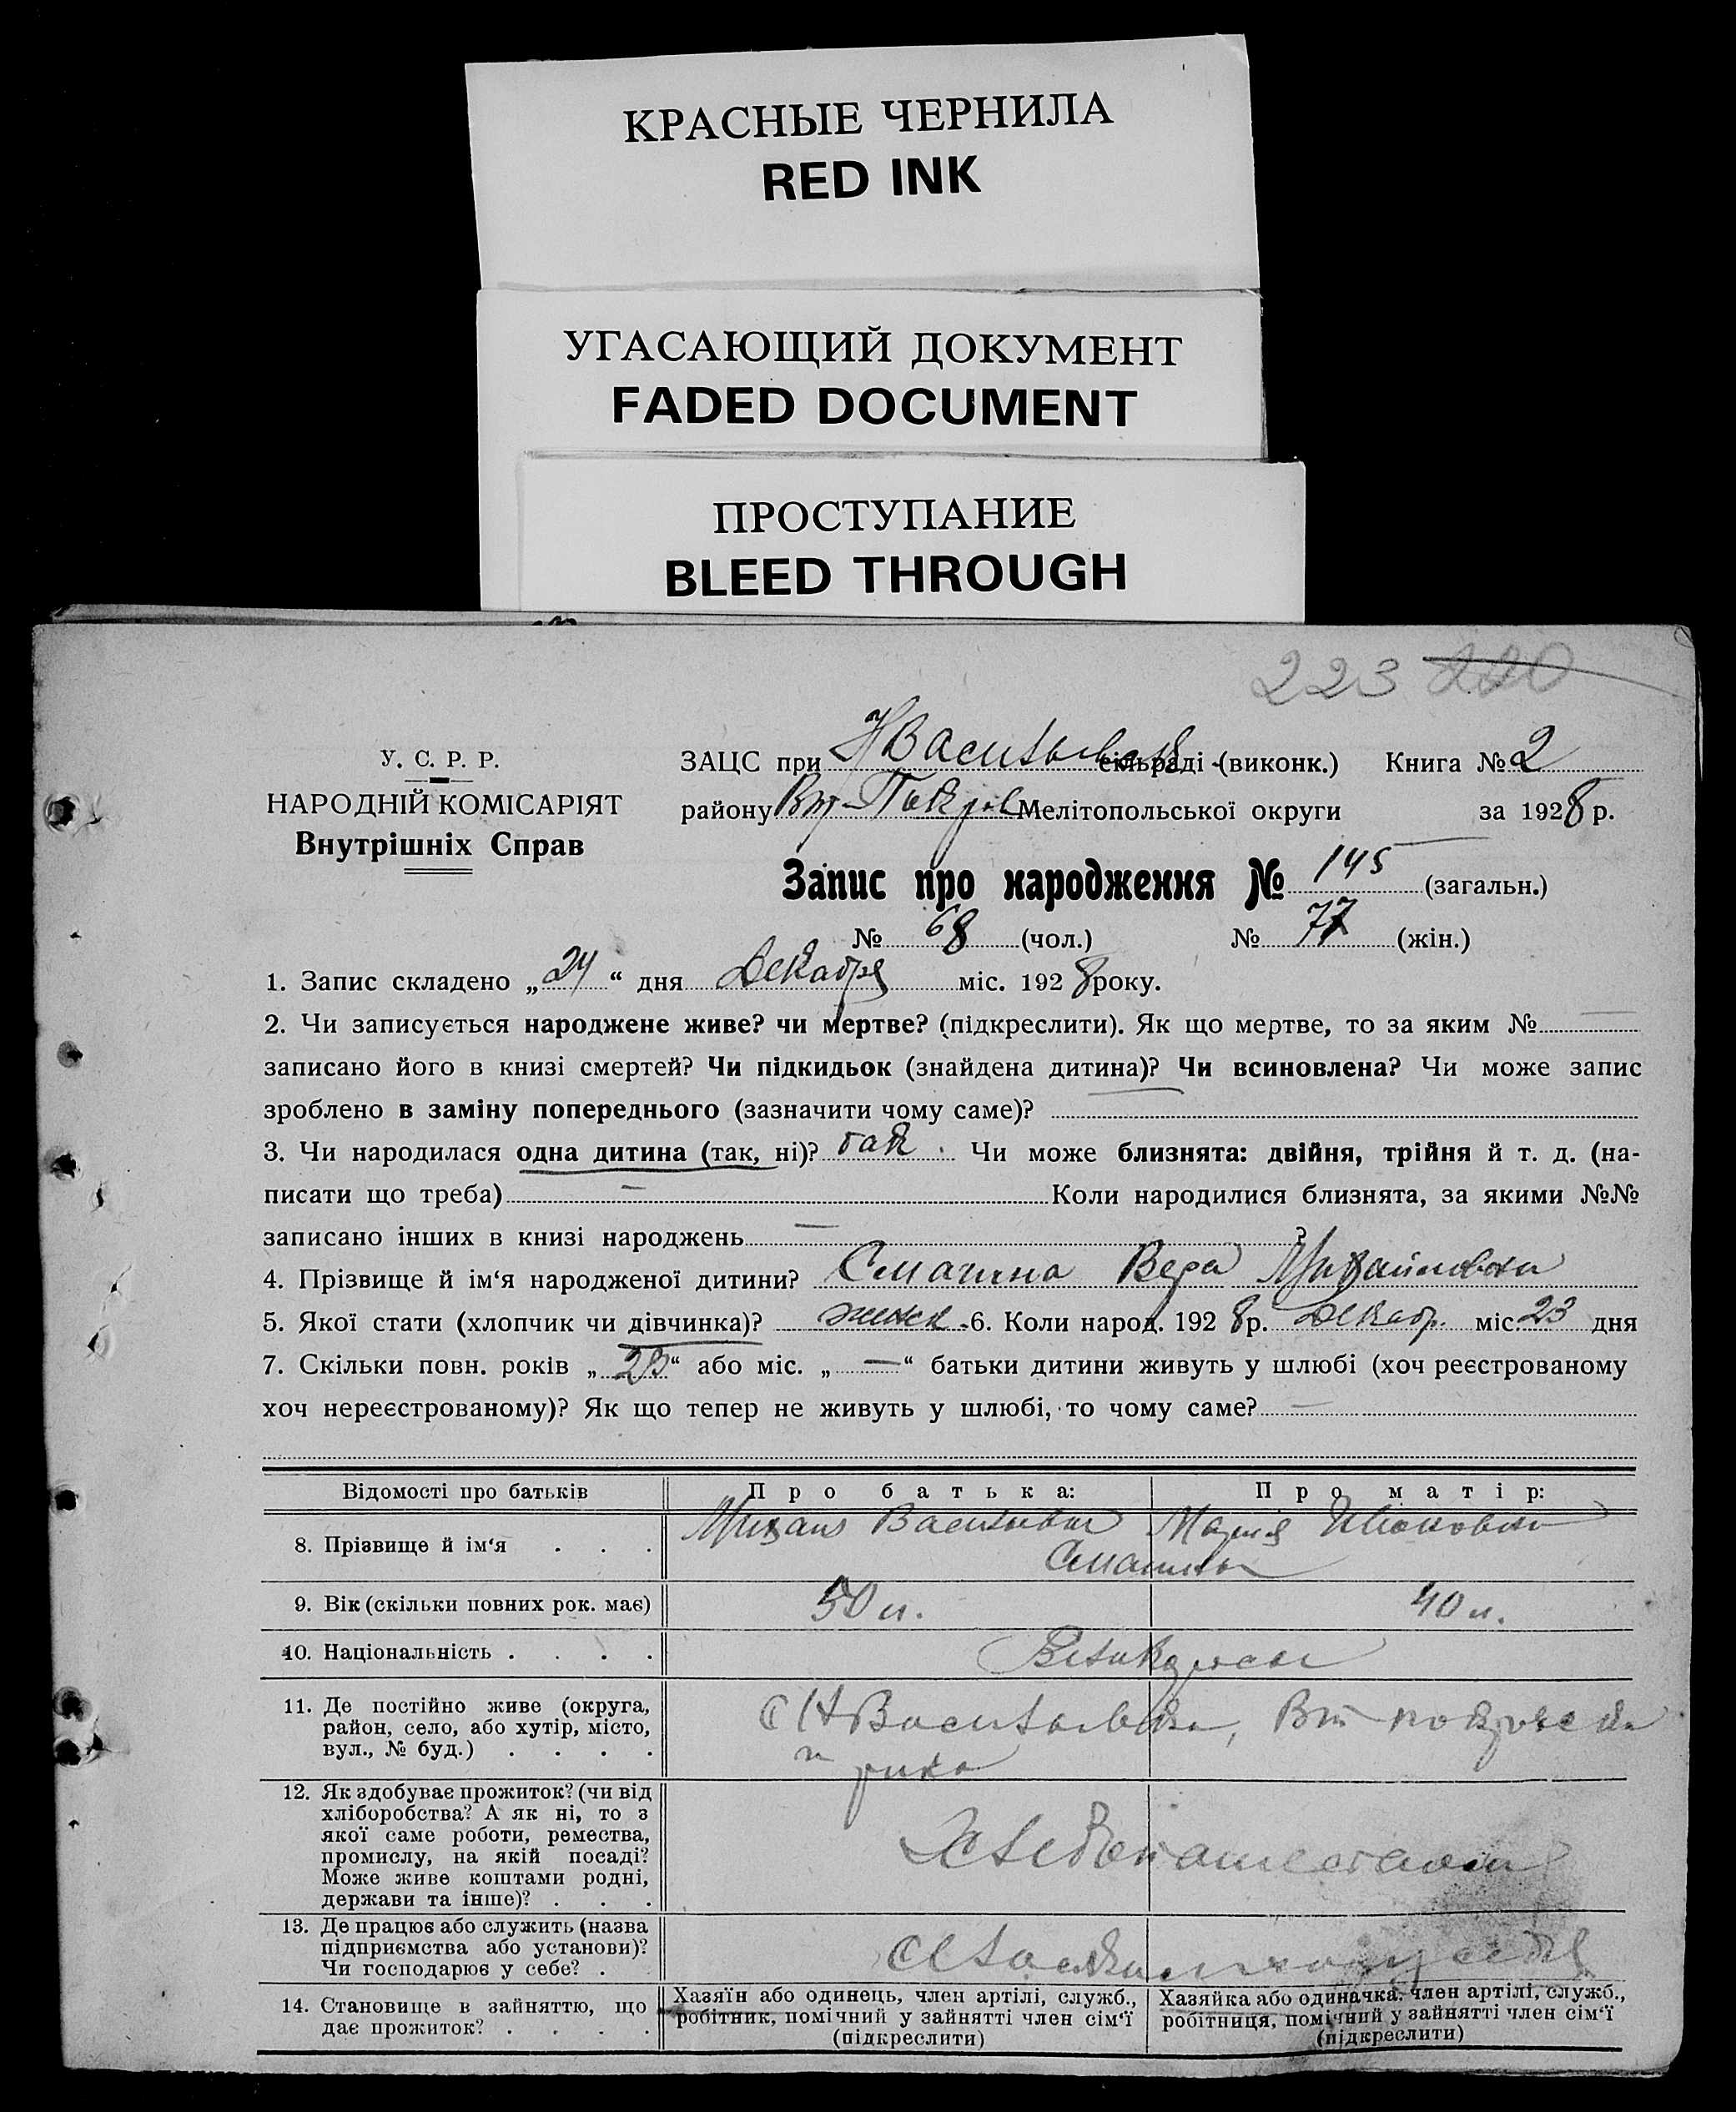 КРАСНЫЕ ЧЕРНИЛА
RED INK
УГАСАЮЩИЙ ДОКУМЕНТ
FADED DOCUMENT
ПРОСТУПАНИЕ
BLEED THROUGH
223 220
У. С. Р. Р.
НАРОДНІЙ КОМІСАРІЯТ
Внутрішніх Справ
ЗАЦС при сільраді (виконк.) Книга № 2
району Мелітопольської округи за 1928 р.
Запис про народження № 145 (загальн.)
№ 68 (чол.) № 77 (жін.)
1. Запис складено „24“ дня Декабря міс. 1928 року.
2. Чи записується народжене живе? чи мертве? (підкреслити). Як що мертве, то за яким № —
записано його в книзі смертей? Чи підкидьок (знайдена дитина)? Чи всиновлена? Чи може запис
зроблено в заміну попереднього (зазначити чому саме)?
3. Чи народилася одна дитина (так, ні)? так. Чи може близнята: двійня, трійня й т. д. (на-
писати що треба) — Коли народилися близнята, за якими №№
записано інших в книзі народжень — ?
4. Прізвище й ім‘я народженої дитини? Вера Михайловна
5. Якої стати (хлопчик чи дівчинка)? женск. 6. Коли народ. 1928 р. Декабр. міс. 23 дня
7. Скільки повн. років „23“ або міс. „—“ батьки дитини живуть у шлюбі (хоч реєстрованому
хоч нереєстрованому)? Як що тепер не живуть у шлюбі, то чому саме? —
Відомості про батьків Про батька: Про матір:
8. Прізвище й ім‘я . . . Михаил Васильевич Мария
9. Вік (скільки повних рок. має) 50 л. 40 л.
10. Національність . . . . Великороссы
11. Де постійно живе (округа,
район, село, або хутір, місто,
вул., № буд.) . . . .
с Н Васильевка,
района
12. Як здобуває прожиток? (чи від
хліборобства? А як ні, то з
якої саме роботи, ремества,
промислу, на якій посаді?
Може живе коштами родні,
держави та інше)? . . .
Хлебопашеством
13. Де працює або служить (назва
підприємства або установи)?
Чи господарює у себе? .
14. Становище в зайняттю, що
дає прожиток? . . . .
Хазяїн або одинець, член артілі, служб.,
робітник, помічний у зайнятті член сім‘ї
(підкреслити)
Хазяйка або одиначка, член артілі, служб.,
робітниця, помічний у зайнятті член сім‘ї
(підкреслити)